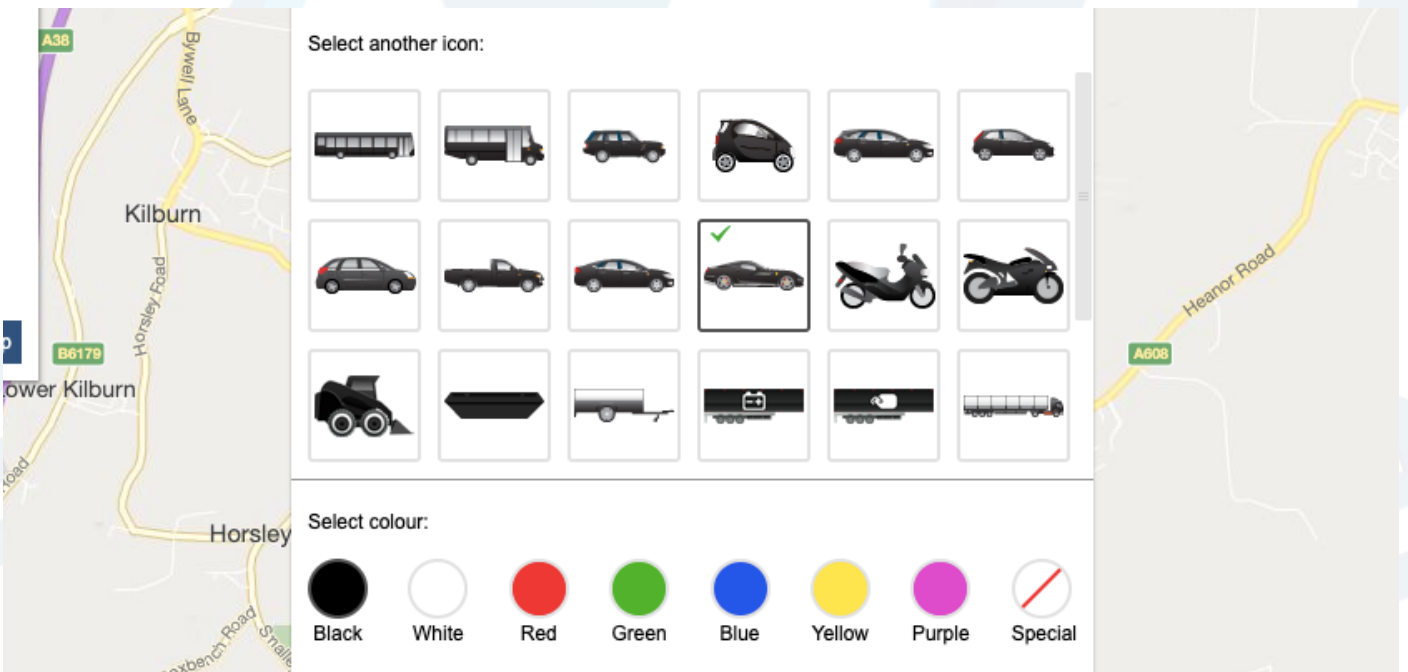 Select another icon:
A38
Bywell Lane
Kilburn
Horsley Road
Heanor Road
B6179
A608
Lower Kilburn
Select colour:
Horsley
Black
White
Red
Green
Blue
Yellow
Purple
Special